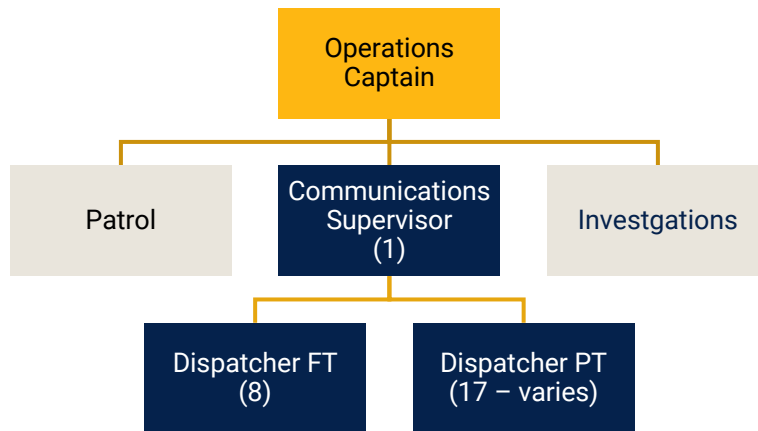 Operations
Captain
Patrol
Communications
Supervisor
(1)
Investgations
Dispatcher FT
(8)
Dispatcher PT
(17 – varies)